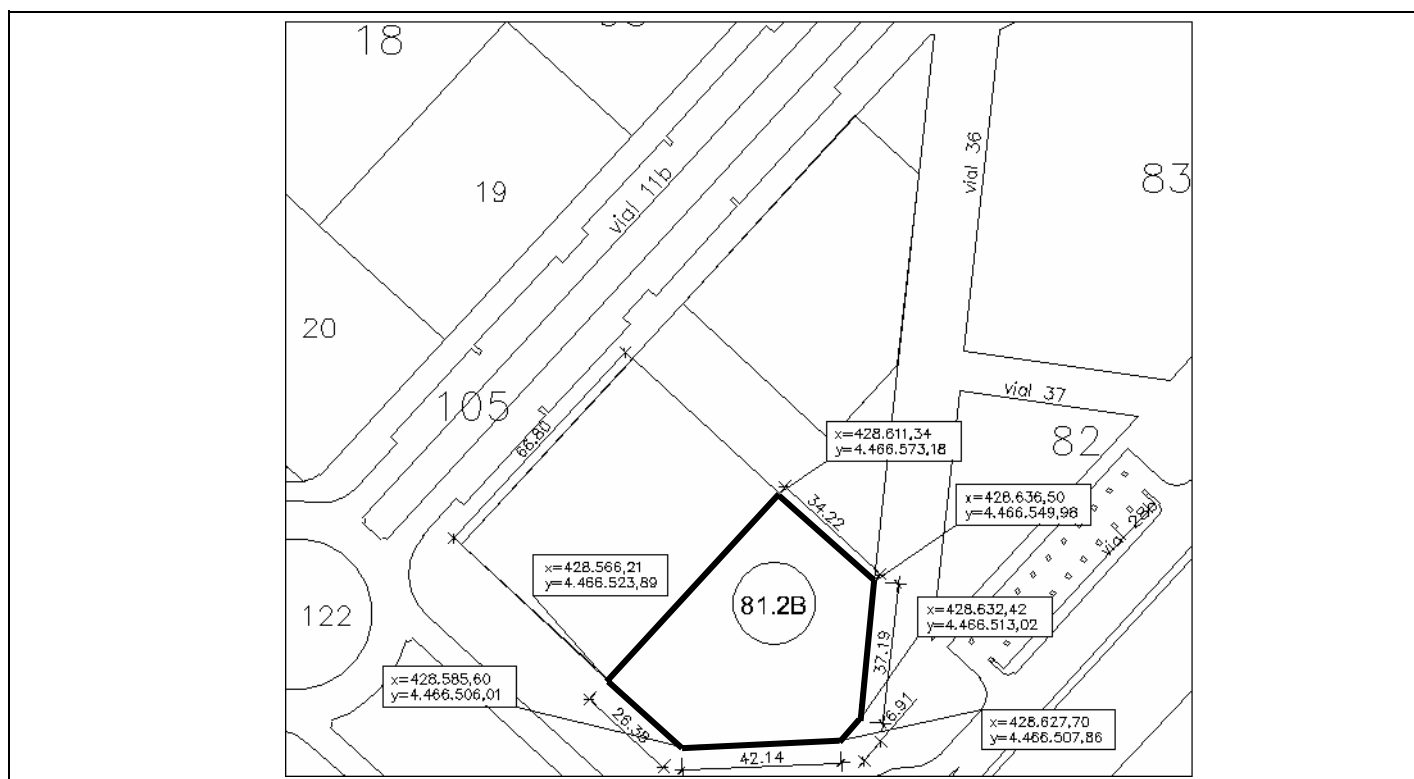 18
19
vial 11b
vial 36
83
20
105
66.80
vial 37
82
x=428.611,34
y=4.466.573,18
34.22
x=428.636,50
y=4.466.549,98
vial 28b
x=428.566,21
y=4.466.523,89
81.2B
122
x=428.632,42
y=4.466.513,02
37.19
x=428.585,60
y=4.466.506,01
26.38
6.91
x=428.627,70
y=4.466.507,86
42.14